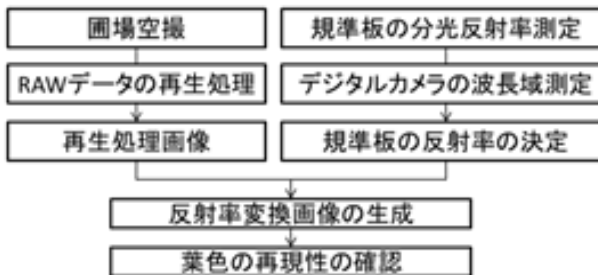 圃場空撮
RAWデータの再生処理
再生処理画像
規準板の分光反射率測定
デジタルカメラの波長域測定
規準板の反射率の決定
反射率変換画像の生成
葉色の再現性の確認